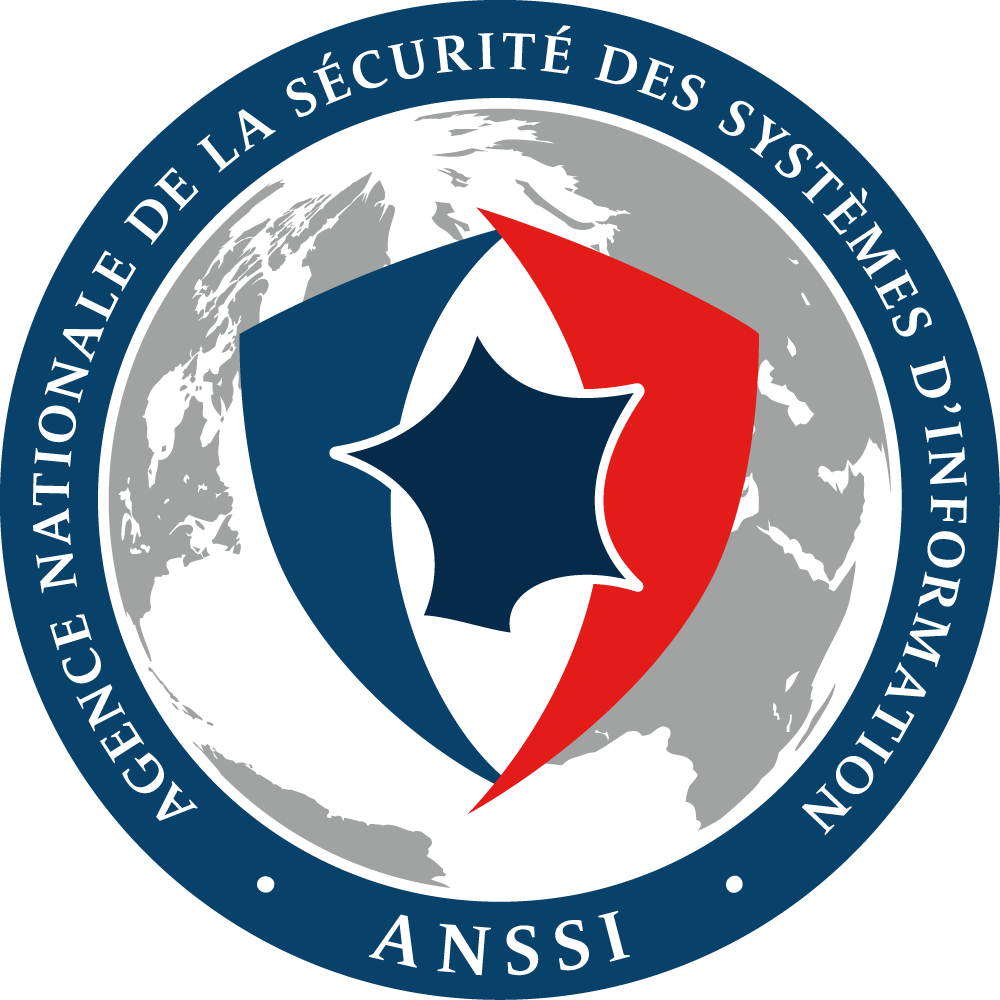 AGENCE NATIONALE DE LA SÉCURITÉ DES SYSTÈMES D'INFORMATION
ANSSI